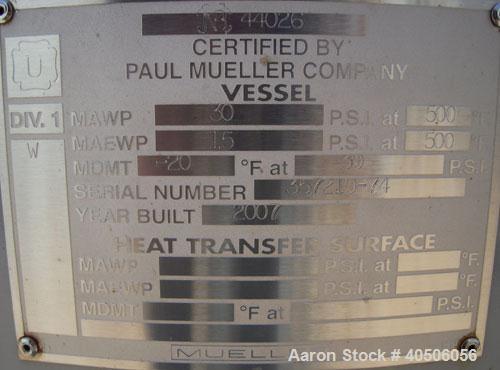 44026
U
CERTIFIED BY
PAUL MUELLER COMPANY
VESSEL
DIV. 1
MAWP 30 P.S.I. at 500 °F
W
MAEWP 15 P.S.I. at 500 °F
MDMT -20 °F at 30 P.S.I.
SERIAL NUMBER
YEAR BUILT 2007
HEAT TRANSFER SURFACE
MAWP P.S.I. at °F.
MAEWP P.S.I. at °F.
MDMT °F at P.S.I.
MUELL
Aaron Stock # 40506056